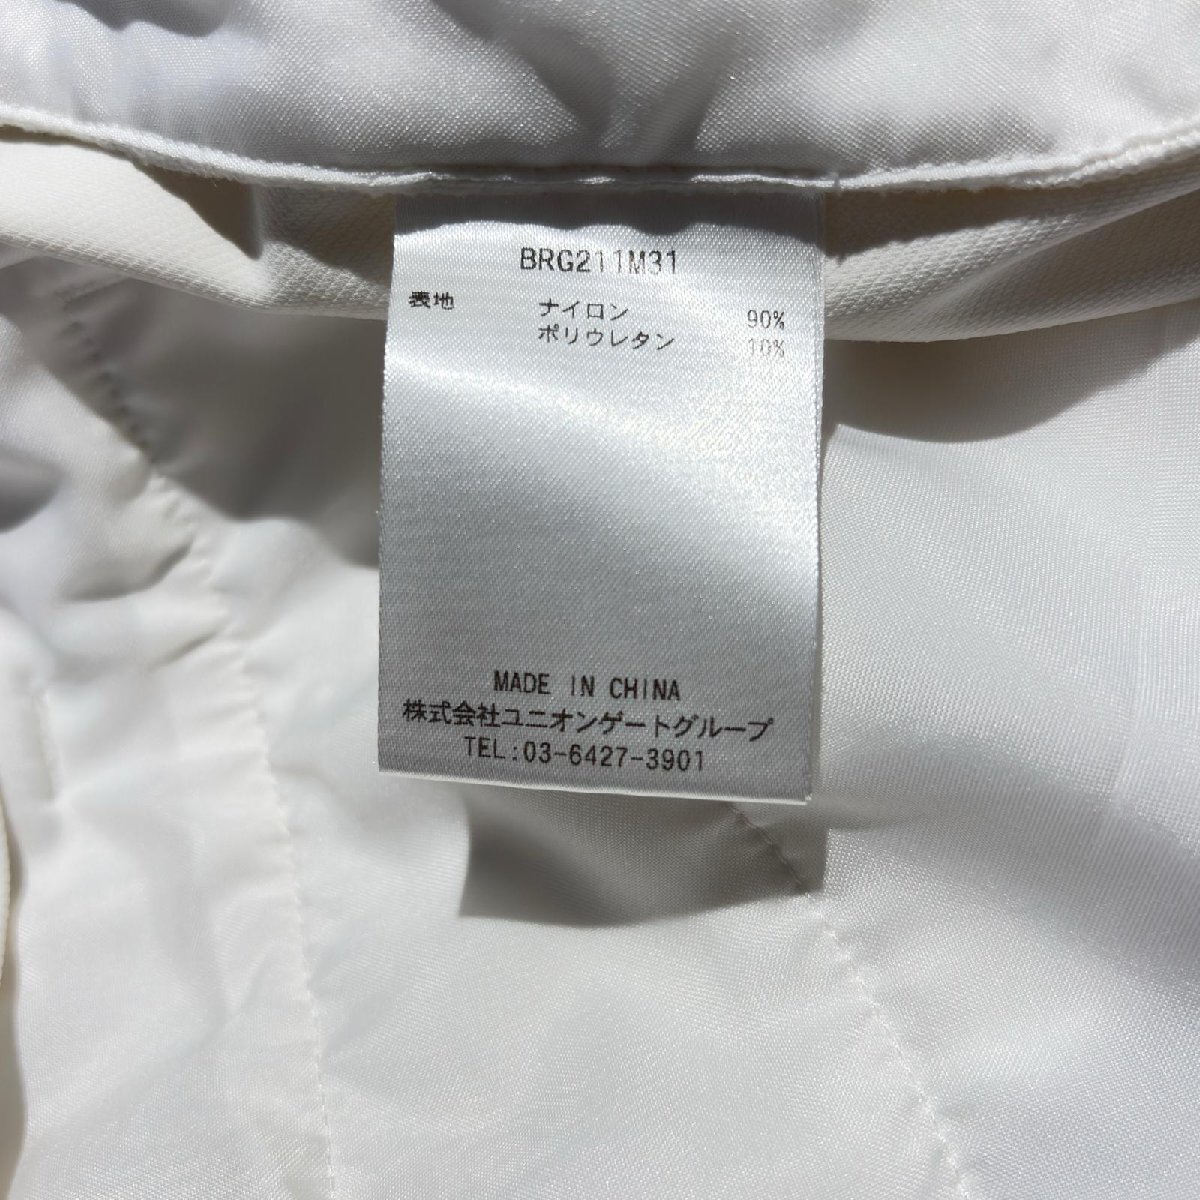 BRG211M31
表地 ナイロン 90%
ポリウレタン 10%
MADE IN CHINA
株式会社ユニオンゲートグループ
TEL:03-6427-3901